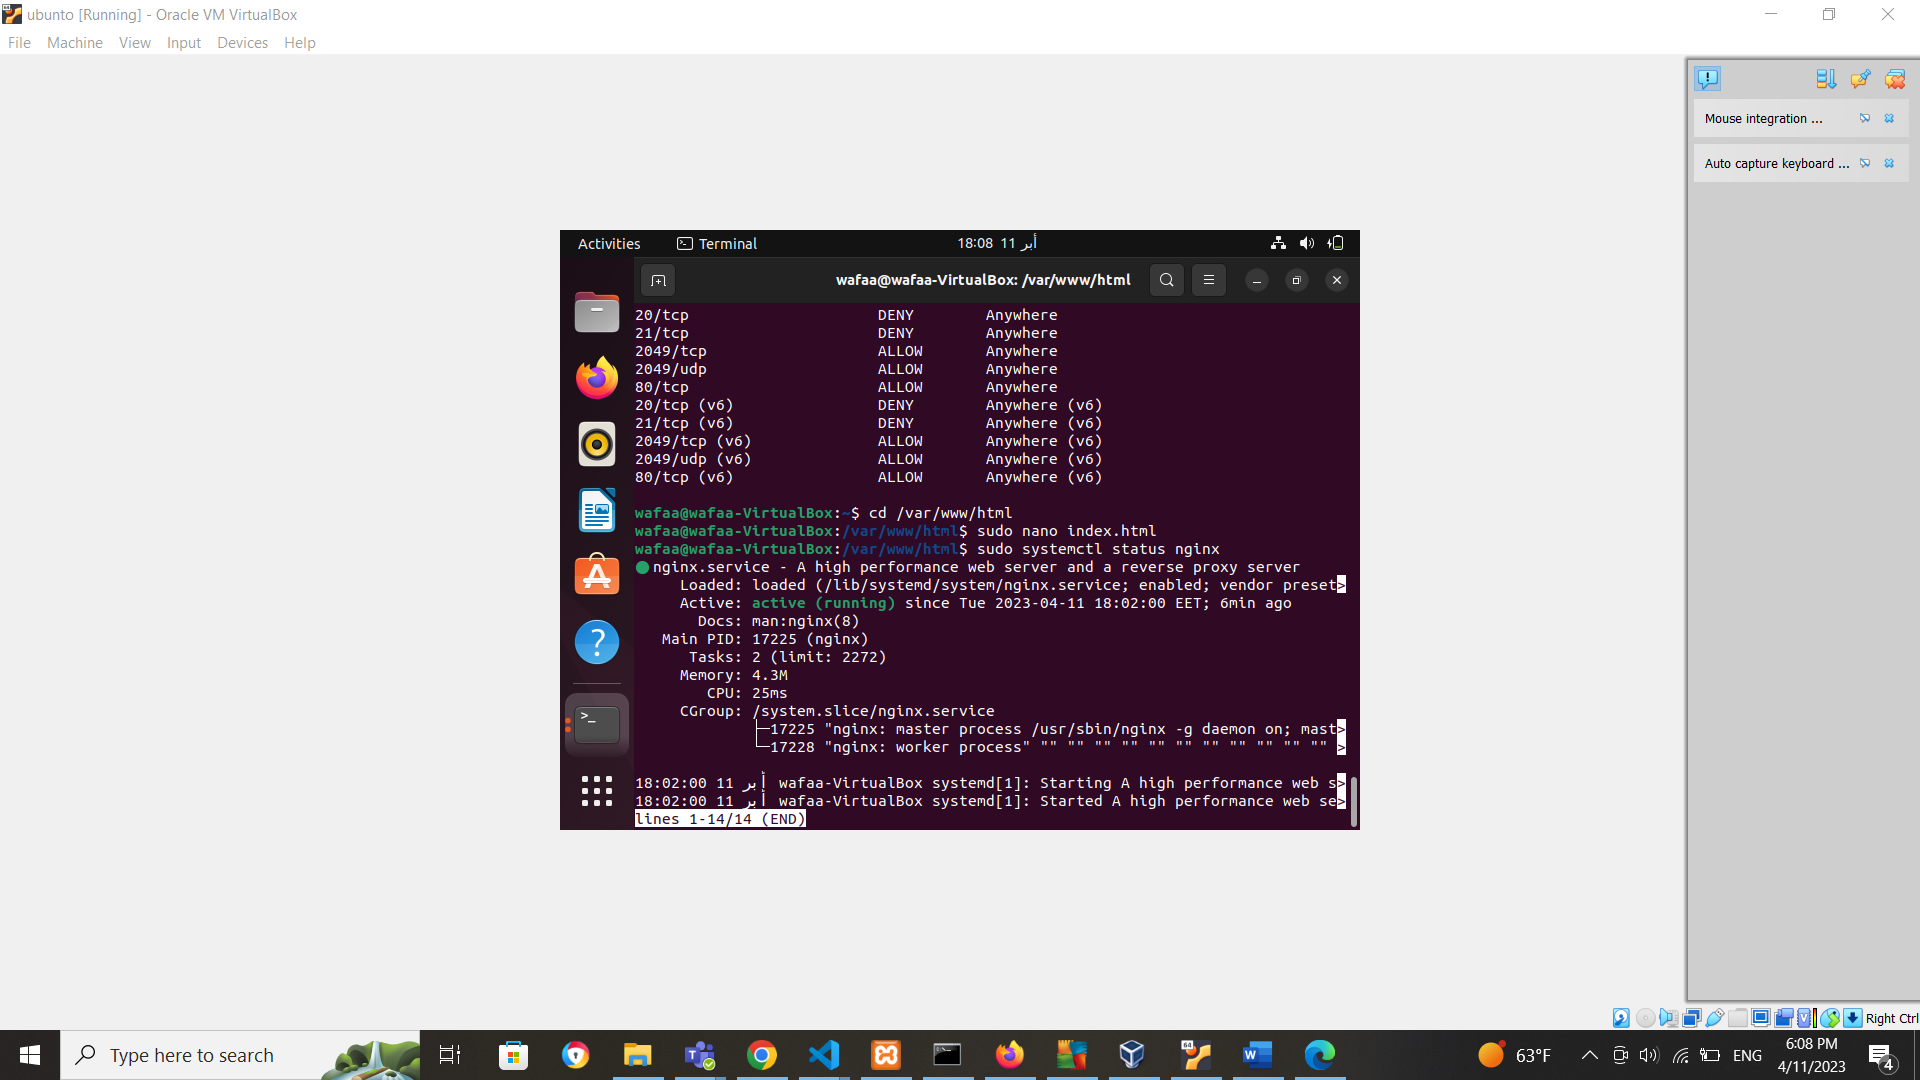 ubunto [Running] - Oracle VM VirtualBox
File Machine View Input Devices Help
Mouse integration ...
Auto capture keyboard ...
Activities Terminal 18:08 11 أبر
wafaa@wafaa-VirtualBox: /var/www/html
20/tcp DENY Anywhere
21/tcp DENY Anywhere
2049/tcp ALLOW Anywhere
2049/udp ALLOW Anywhere
80/tcp ALLOW Anywhere
20/tcp (v6) DENY Anywhere (v6)
21/tcp (v6) DENY Anywhere (v6)
2049/tcp (v6) ALLOW Anywhere (v6)
2049/udp (v6) ALLOW Anywhere (v6)
80/tcp (v6) ALLOW Anywhere (v6)
wafaa@wafaa-VirtualBox:~$ cd /var/www/html
wafaa@wafaa-VirtualBox:/var/www/html$ sudo nano index.html
wafaa@wafaa-VirtualBox:/var/www/html$ sudo systemctl status nginx
nginx.service - A high performance web server and a reverse proxy server
Loaded: loaded (/lib/systemd/system/nginx.service; enabled; vendor preset>
Active: active (running) since Tue 2023-04-11 18:02:00 EET; 6min ago
Docs: man:nginx(8)
Main PID: 17225 (nginx)
Tasks: 2 (limit: 2272)
Memory: 4.3M
CPU: 25ms
CGroup: /system.slice/nginx.service
├─17225 "nginx: master process /usr/sbin/nginx -g daemon on; mast>
└─17228 "nginx: worker process" "" "" "" "" "" "" "" "" "" "" "" >
18:02:00 11 أبر wafaa-VirtualBox systemd[1]: Starting A high performance web s>
18:02:00 11 أبر wafaa-VirtualBox systemd[1]: Started A high performance web se>
lines 1-14/14 (END)
Right Ctrl
Type here to search
63°F
ENG
6:08 PM
4/11/2023
4